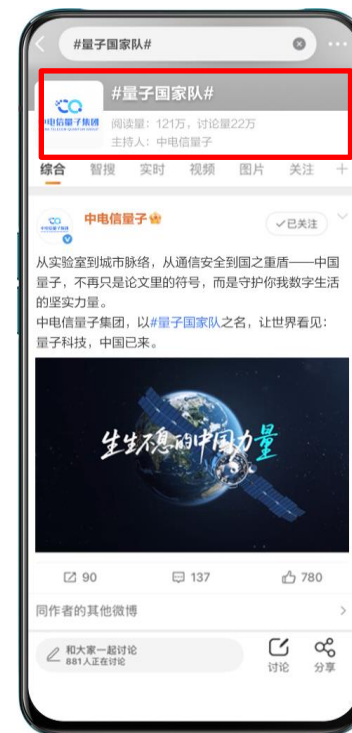 #量子国家队#
#量子国家队#
阅读量：121万，讨论量22万
主持人：中电信量子
中电信量子集团
综合 智搜 实时 视频 图片 关注
中电信量子
已关注
从实验室到城市脉络，从通信安全到国之重盾——中国
量子，不再只是论文里的符号，而是守护你我数字生活
的坚实力量。
中电信量子集团，以#量子国家队之名，让世界看见：
量子科技，中国已来。
生生不息的中国力量
90 137 780
同作者的其他微博
和大家一起讨论
881人正在讨论
讨论 分享